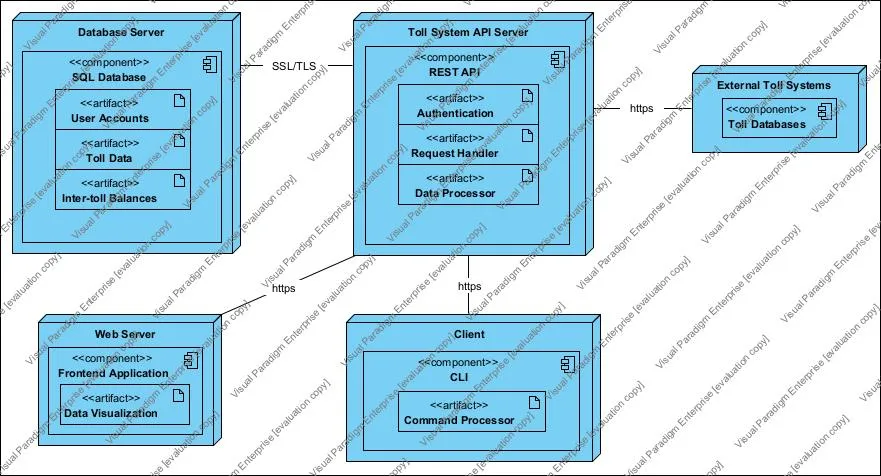 Database Server
<<component>>
SQL Database
<<artifact>>
User Accounts
<<artifact>>
Toll Data
<<artifact>>
Inter-toll Balances
SSL/TLS
Toll System API Server
<<component>>
REST API
<<artifact>>
Authentication
<<artifact>>
Request Handler
<<artifact>>
Data Processor
https
External Toll Systems
<<component>>
Toll Databases
https
https
Web Server
<<component>>
Frontend Application
<<artifact>>
Data Visualization
Client
<<component>>
CLI
<<artifact>>
Command Processor
Visual Paradigm Enterprise [evaluation copy]